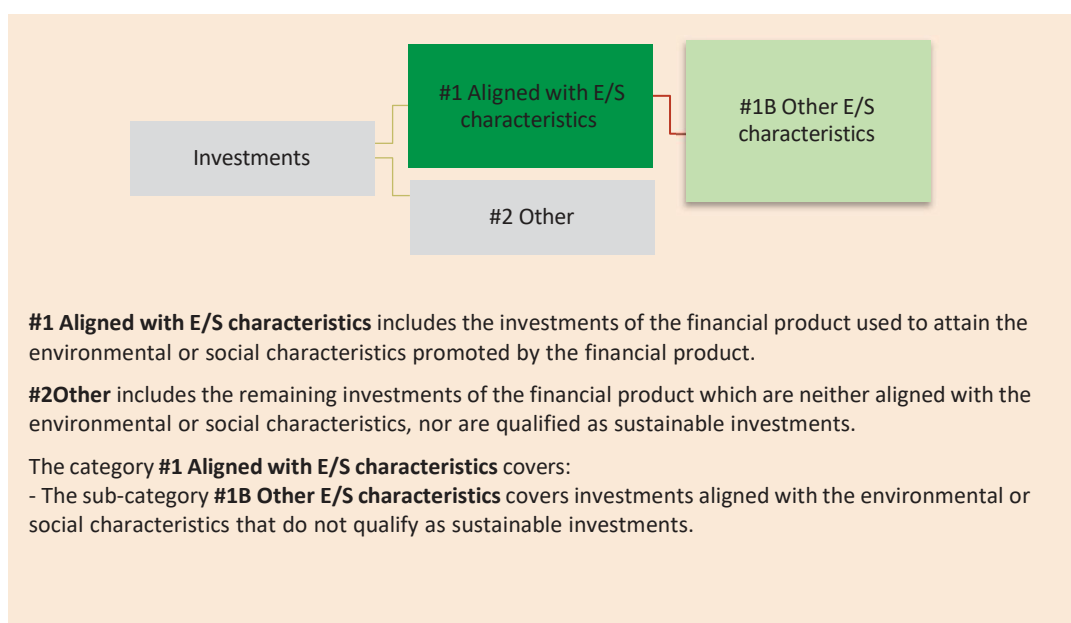 #1 Aligned with E/S
characteristics
#1B Other E/S
characteristics
Investments
#2 Other
#1 Aligned with E/S characteristics includes the investments of the financial product used to attain the
environmental or social characteristics promoted by the financial product.
#2Other includes the remaining investments of the financial product which are neither aligned with the
environmental or social characteristics, nor are qualified as sustainable investments.
The category #1 Aligned with E/S characteristics covers:
- The sub-category #1B Other E/S characteristics covers investments aligned with the environmental or
social characteristics that do not qualify as sustainable investments.